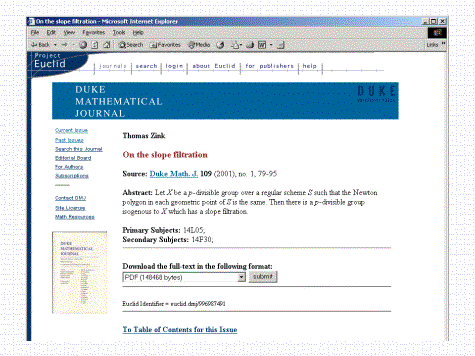 On the slope filtration - Microsoft Internet Explorer
File Edit View Favorites Tools Help
Back Search Favorites Media Links
Project
Euclid
journals | search | login | about Euclid | for publishers | help
DUKE
MATHEMATICAL
JOURNAL
DUKE
Current Issue
Past Issues
Search this Journal
Editorial Board
For Authors
Subscriptions
Contact DMJ
Site License
Math Resources
Thomas Zink
On the slope filtration
Source: Duke Math. J. 109 (2001), no. 1, 79-95
Abstract: Let X be a p-divisible group over a regular scheme S such that the Newton
polygon in each geometric point of S is the same. Then there is a p-divisible group
isogenous to X which has a slope filtration.
Primary Subjects: 14L05;
Secondary Subjects: 14F30;
Download the full-text in the following format:
PDF (148468 bytes) submit
Euclid Identifier = euclid.dmj/996987491
To Table of Contents for this Issue
DUKE
MATHEMATICAL
JOURNAL